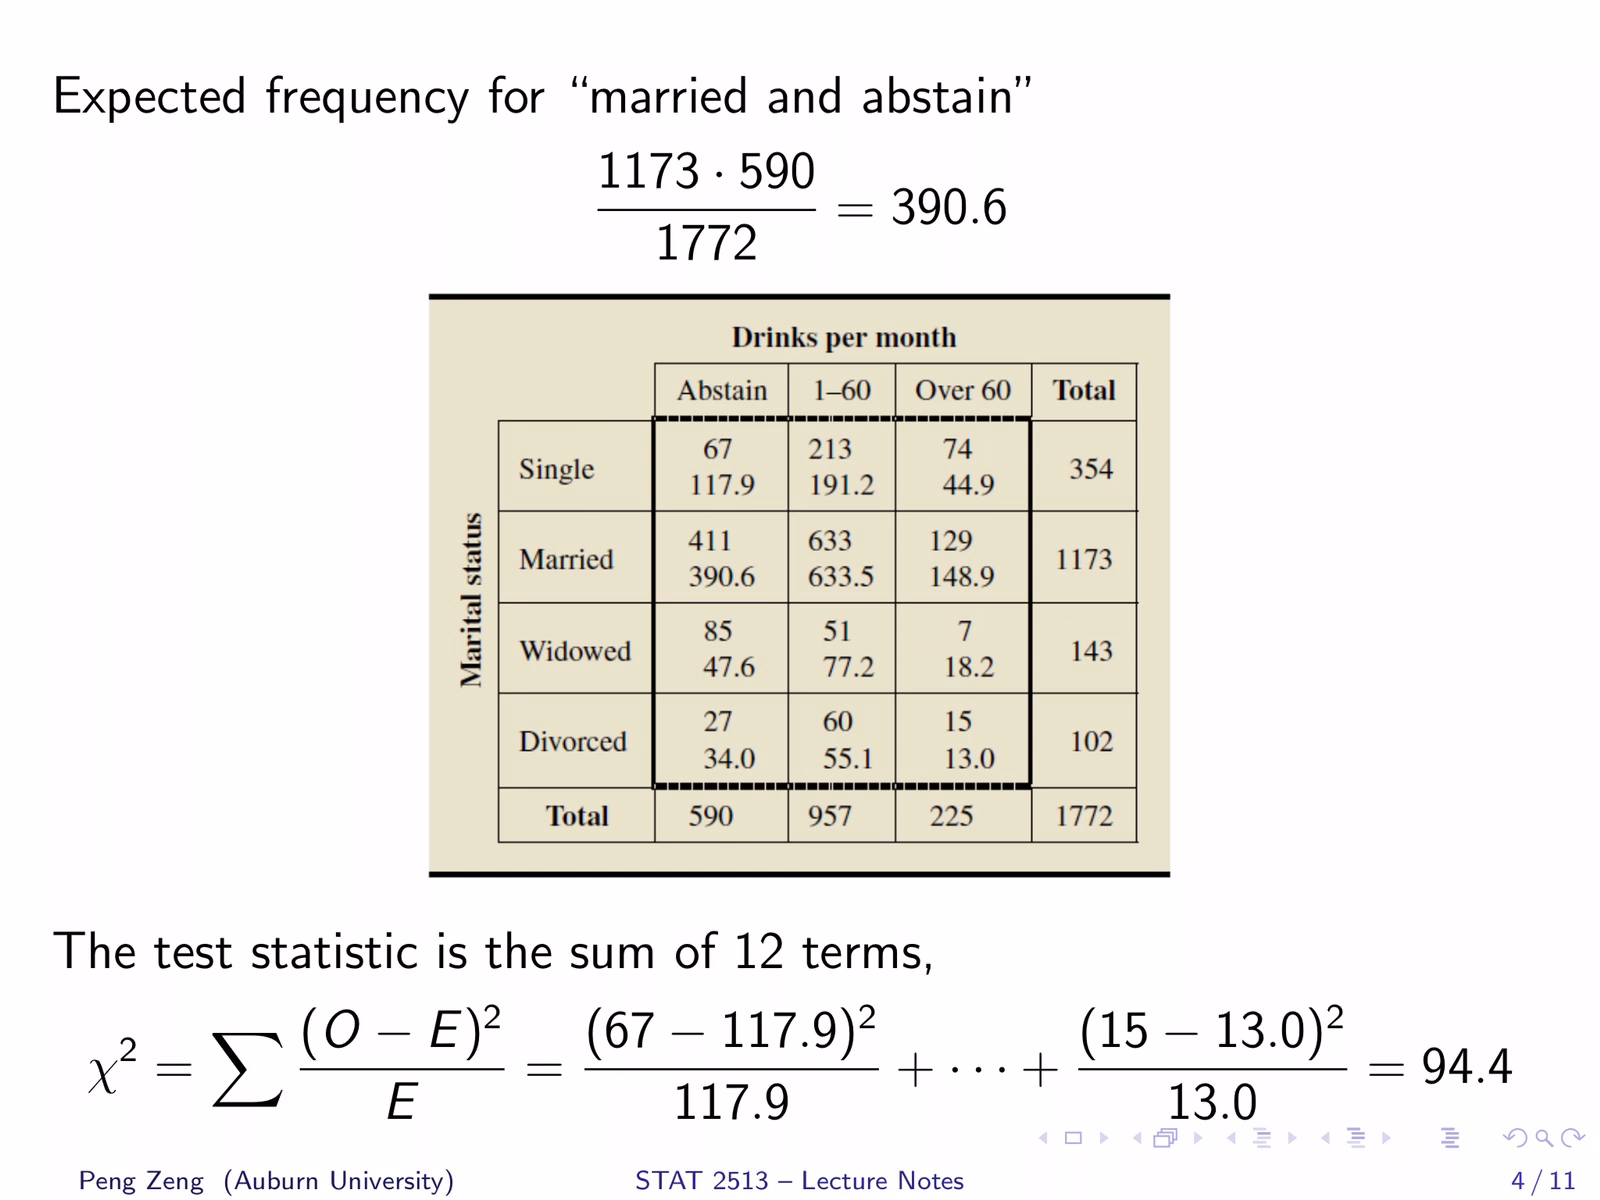 Expected frequency for “married and abstain”
1173 · 590
1772
= 390.6
Drinks per month
Abstain 1–60 Over 60 Total
Marital status
Single 67 213 74 354
117.9 191.2 44.9
Married 411 633 129 1173
390.6 633.5 148.9
Widowed 85 51 7 143
47.6 77.2 18.2
Divorced 27 60 15 102
34.0 55.1 13.0
Total 590 957 225 1772
The test statistic is the sum of 12 terms,
χ² = ∑ (O − E)² / E = (67 − 117.9)² / 117.9 + · · · + (15 − 13.0)² / 13.0 = 94.4
Peng Zeng (Auburn University) STAT 2513 – Lecture Notes 4 / 11